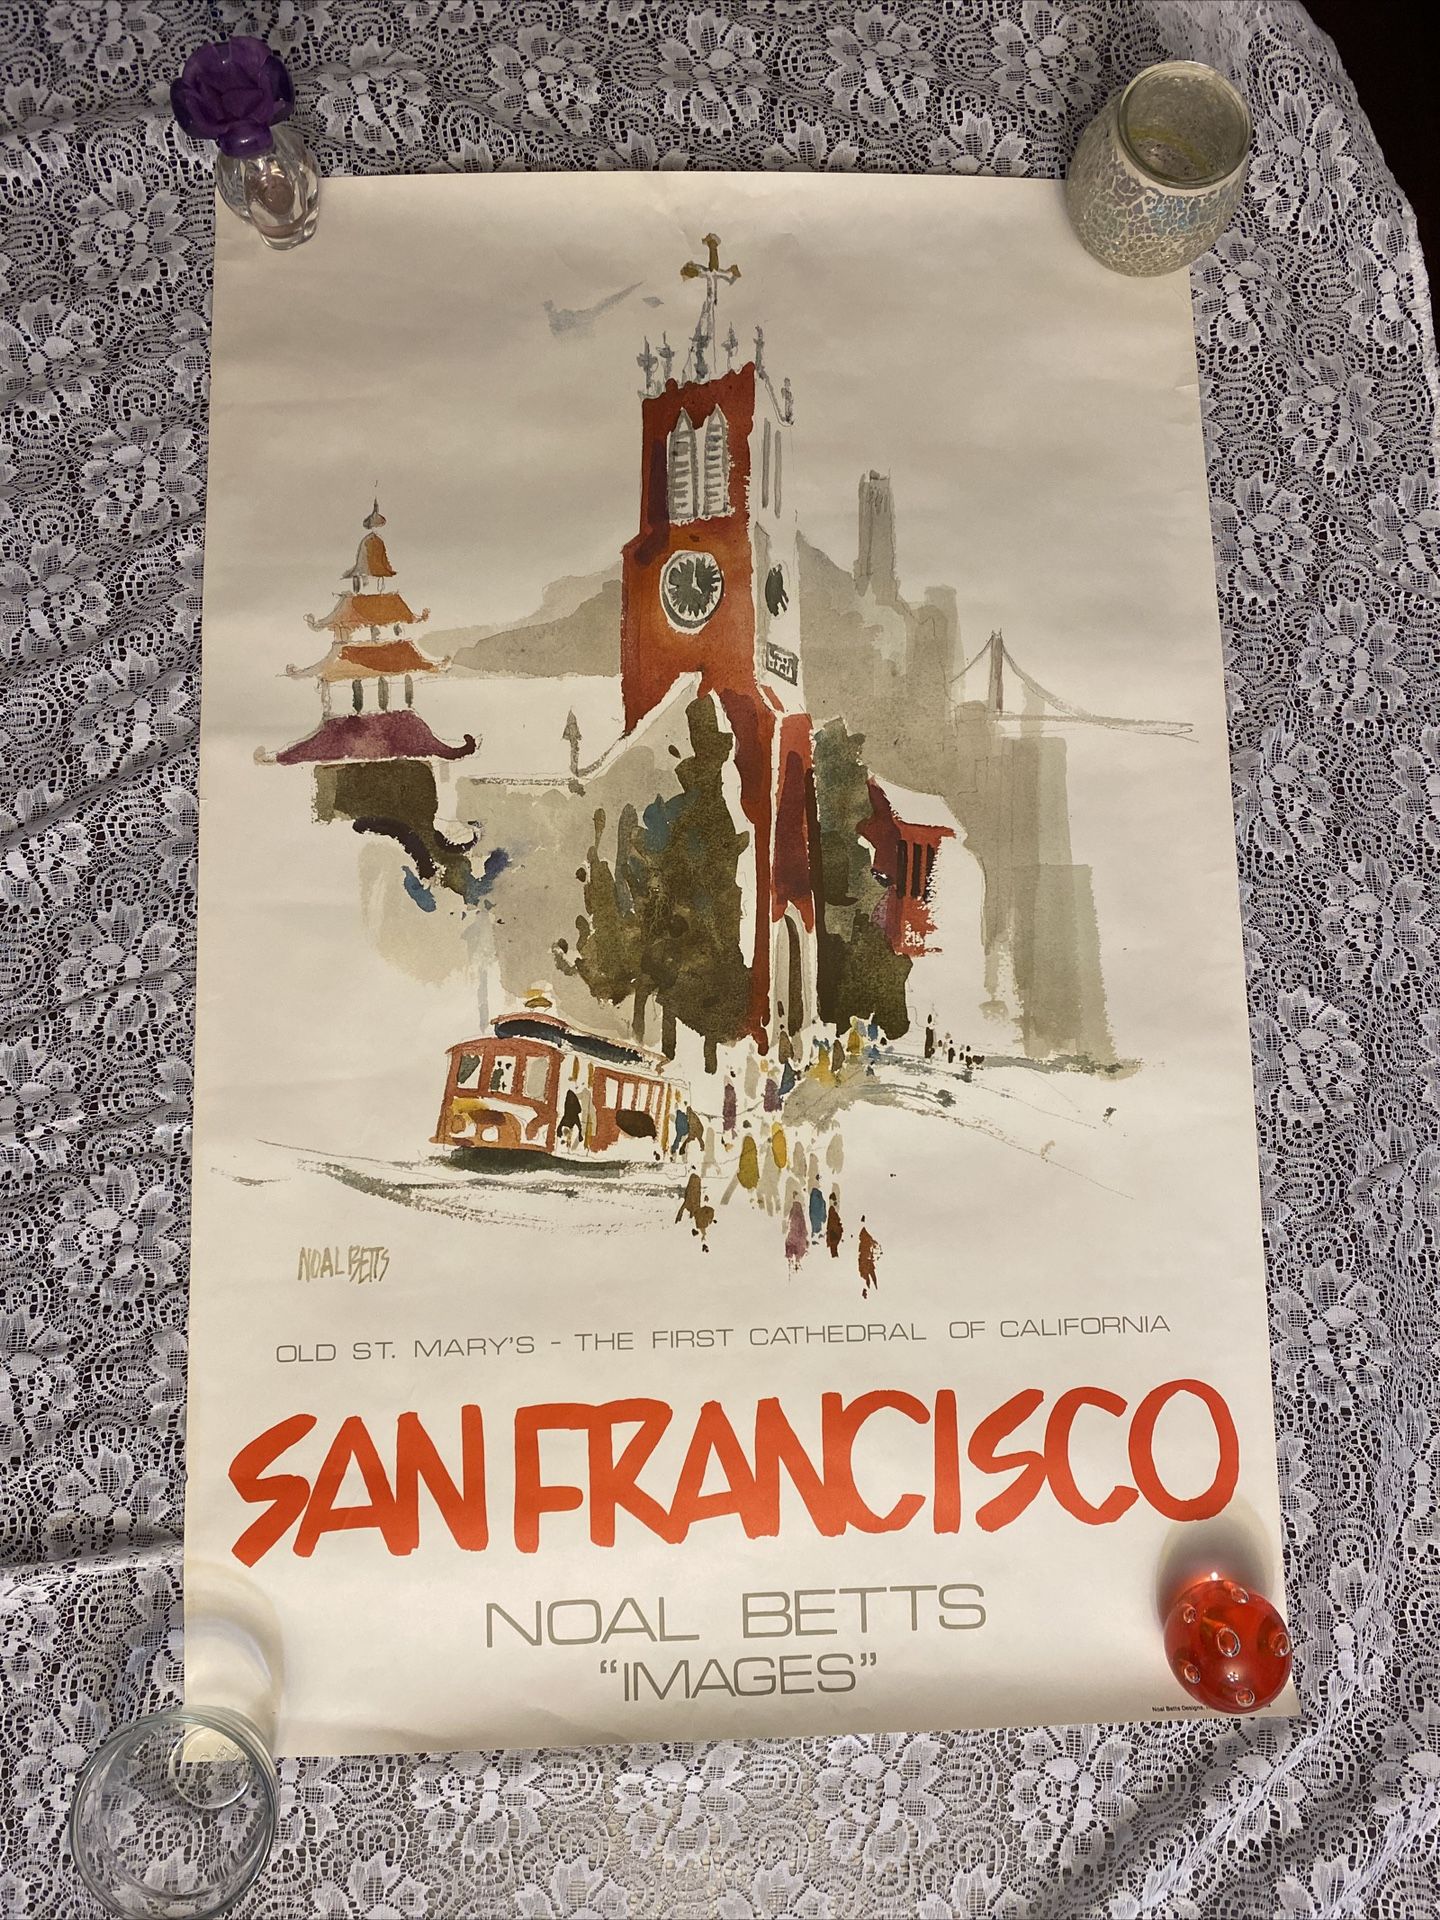 NOAL BETTS
OLD ST. MARY'S - THE FIRST CATHEDRAL OF CALIFORNIA
SAN FRANCISCO
NOAL BETTS
"IMAGES"
Noal Betts Designs,